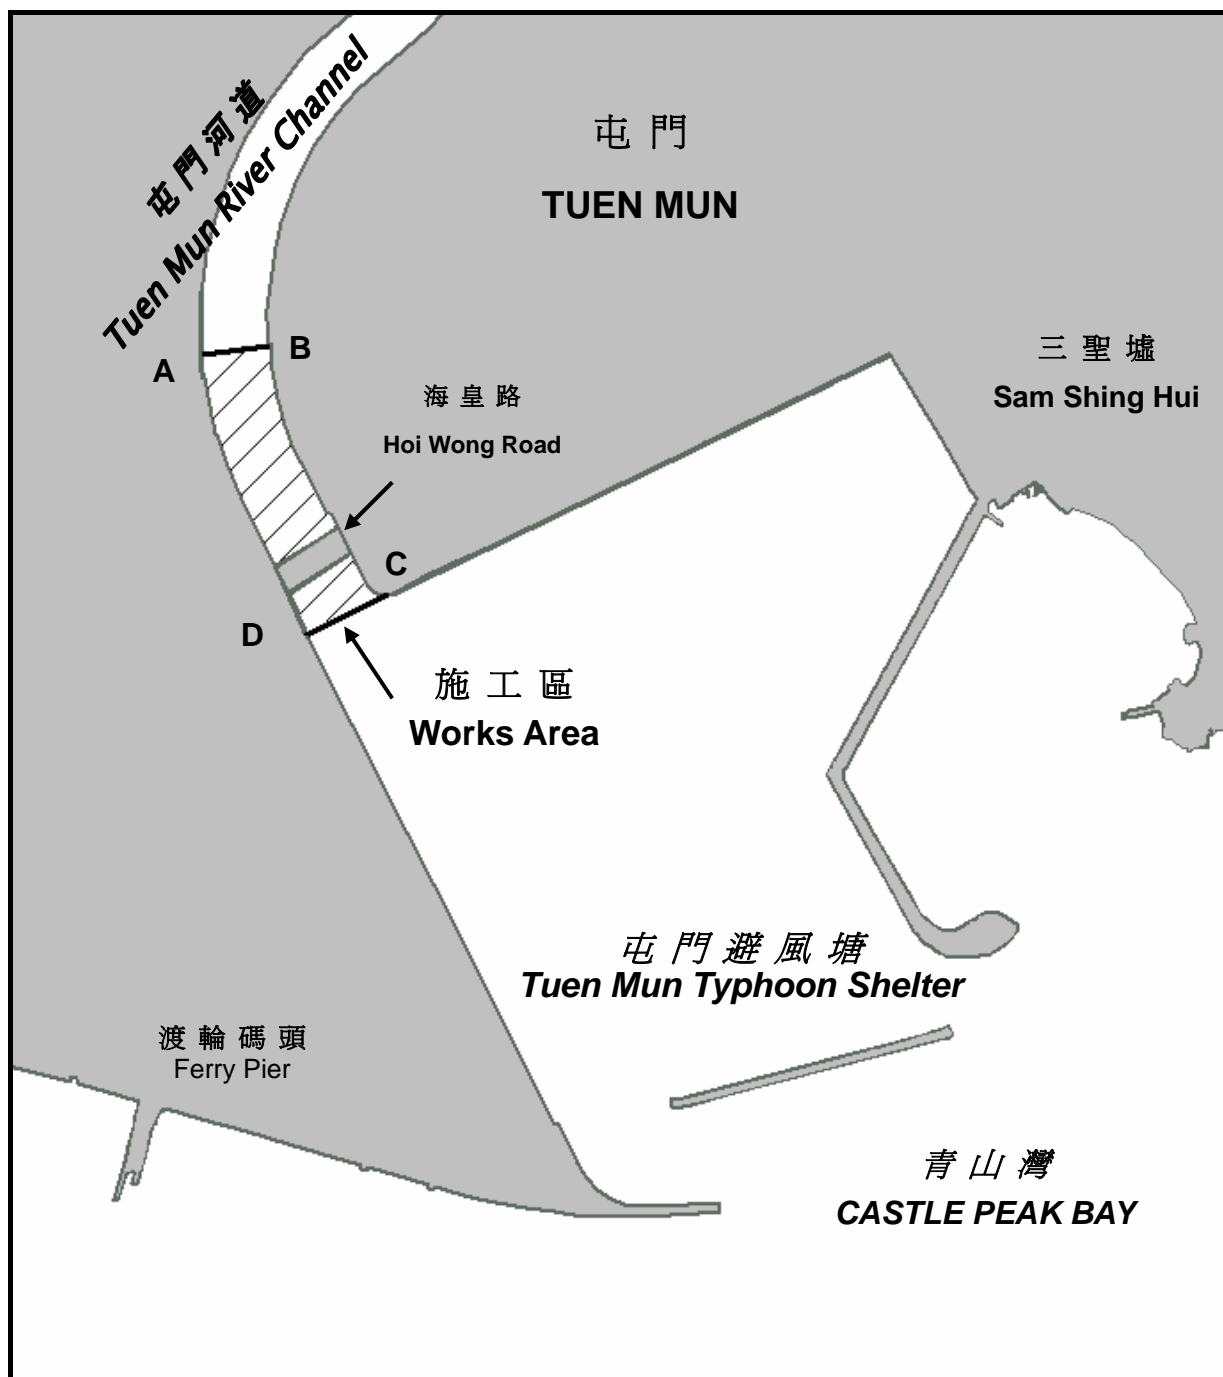 屯門河道
Tuen Mun River Channel
屯門
TUEN MUN
A
B
三聖墟
Sam Shing Hui
海皇路
Hoi Wong Road
C
D
施工區
Works Area
屯門避風塘
Tuen Mun Typhoon Shelter
渡輪碼頭
Ferry Pier
青山灣
CASTLE PEAK BAY